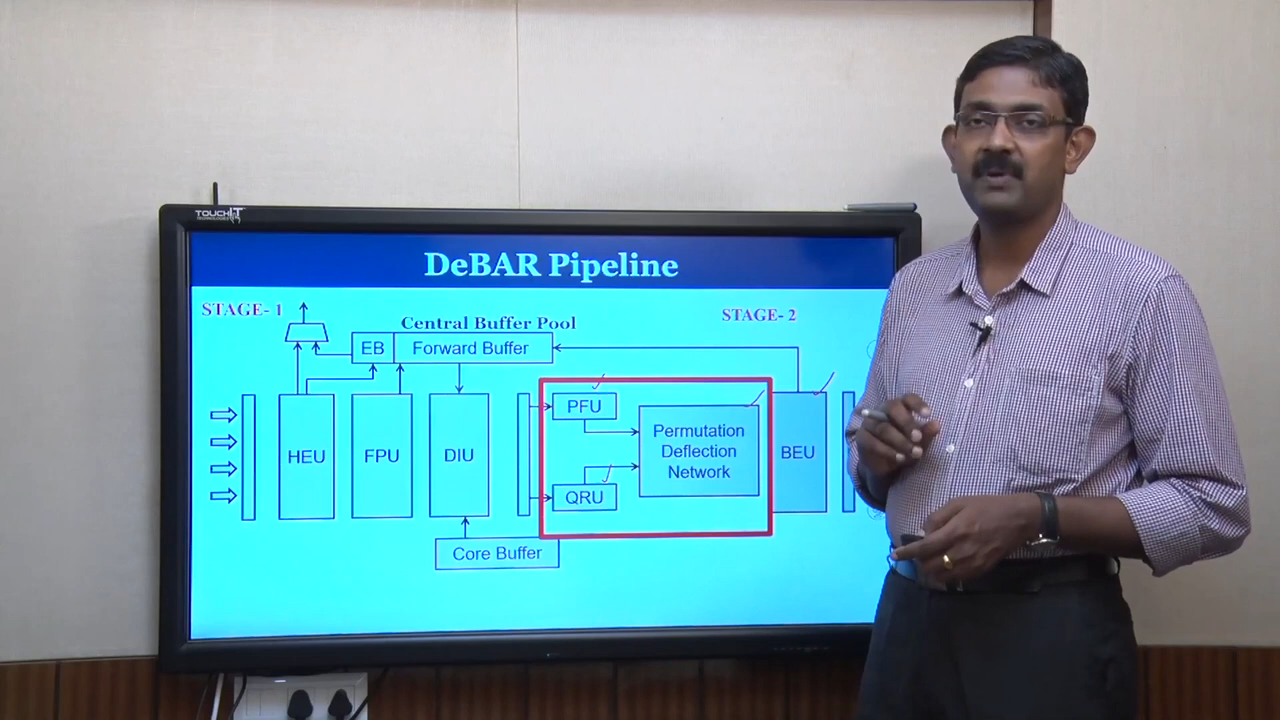 TOUCHIT
TECHNOLOGIES
DeBAR Pipeline
STAGE- 1
STAGE- 2
Central Buffer Pool
EB
Forward Buffer
HEU
FPU
DIU
PFU
QRU
Permutation
Deflection
Network
BEU
Core Buffer